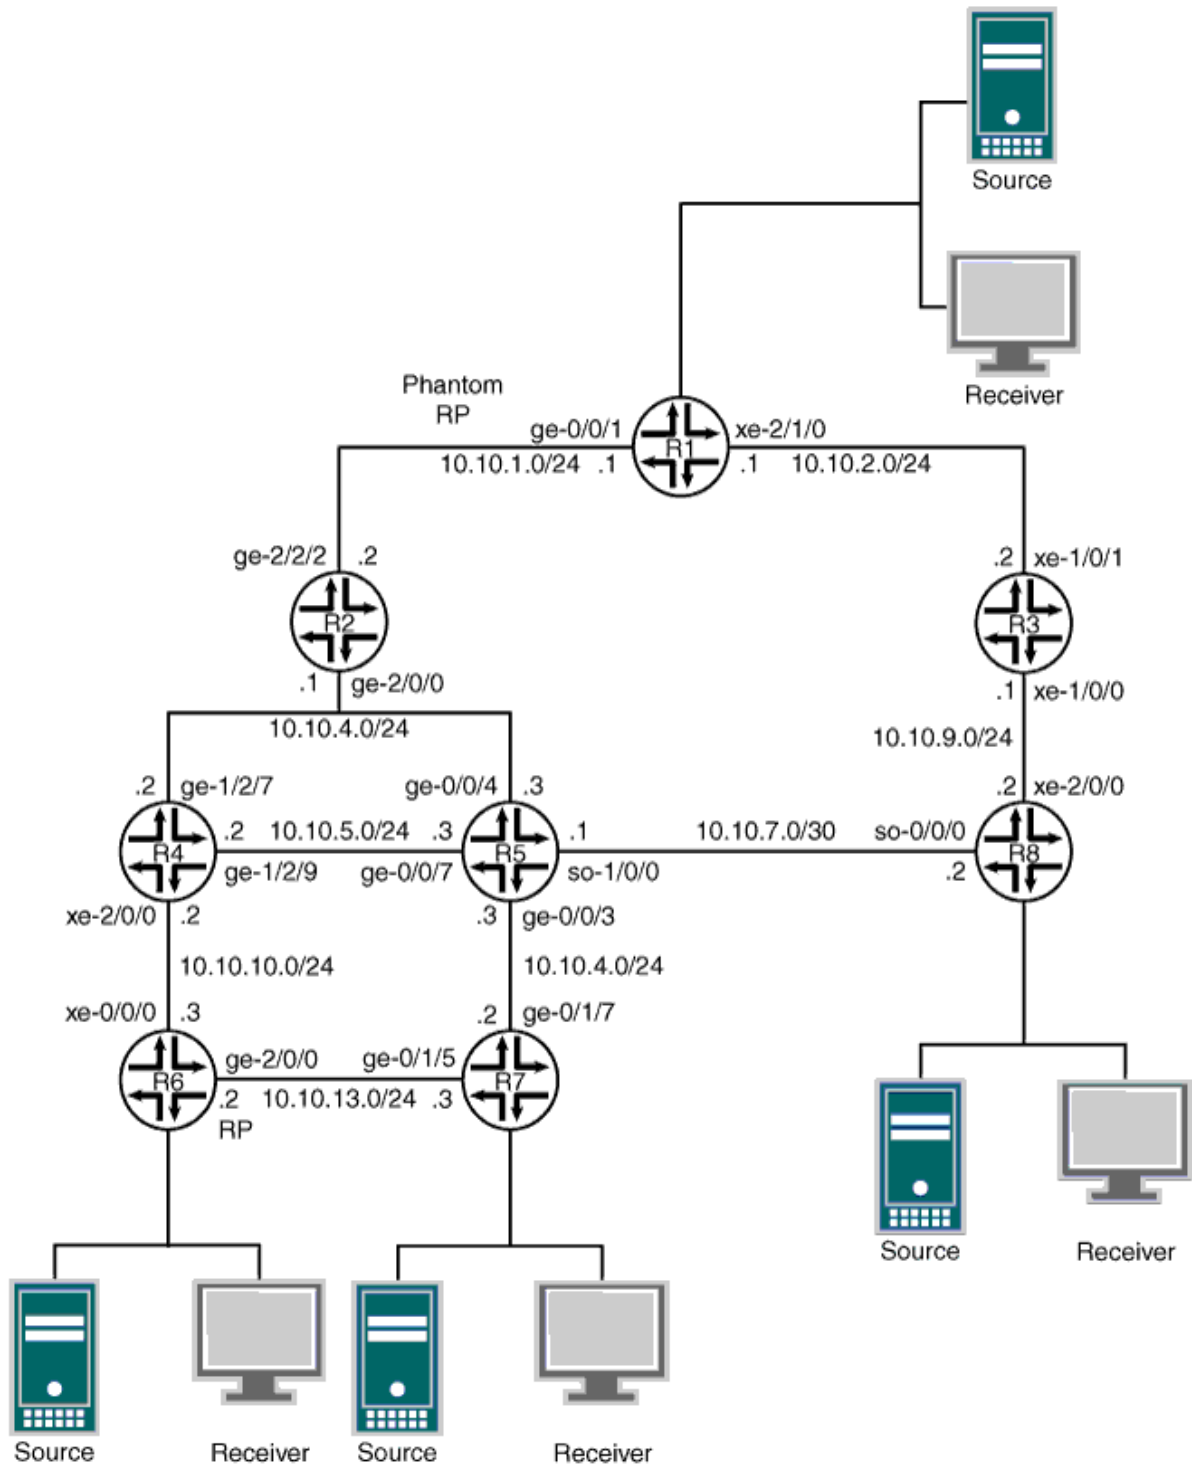 Source
Receiver
Phantom
RP
ge-0/0/1
R1
xe-2/1/0
10.10.1.0/24
.1
.1
10.10.2.0/24
ge-2/2/2
.2
.2
xe-1/0/1
R2
R3
.1
ge-2/0/0
.1
xe-1/0/0
10.10.4.0/24
10.10.9.0/24
.2
ge-1/2/7
ge-0/0/4
.3
.2
xe-2/0/0
R4
.2
10.10.5.0/24
.3
R5
.1
10.10.7.0/30
so-0/0/0
R8
ge-1/2/9
ge-0/0/7
so-1/0/0
.2
xe-2/0/0
.2
.3
ge-0/0/3
10.10.10.0/24
10.10.4.0/24
xe-0/0/0
.3
.2
ge-0/1/7
R6
ge-2/0/0
ge-0/1/5
R7
.2
10.10.13.0/24
.3
RP
Source
Receiver
Source
Receiver
Source
Receiver